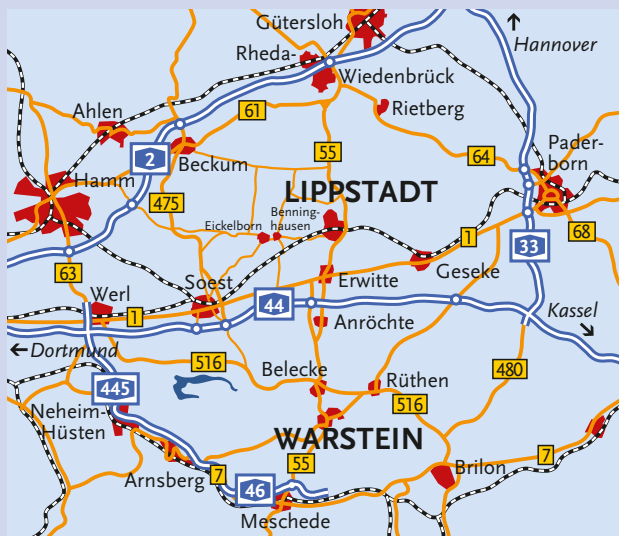 Gütersloh
Hannover
Rheda-
Wiedenbrück
Ahlen
61
Rietberg
2
Beckum
55
64
Pader-
born
Hamm
475
LIPPSTADT
Benning-
hausen
Eickelborn
1
33
68
63
Soest
Erwitte
Geseke
Werl
1
44
Anröchte
Kassel
Dortmund
516
480
445
Belecke
Rüthen
516
Neheim-
Hüsten
WARSTEIN
Arnsberg
7
55
46
Brilon
7
Meschede